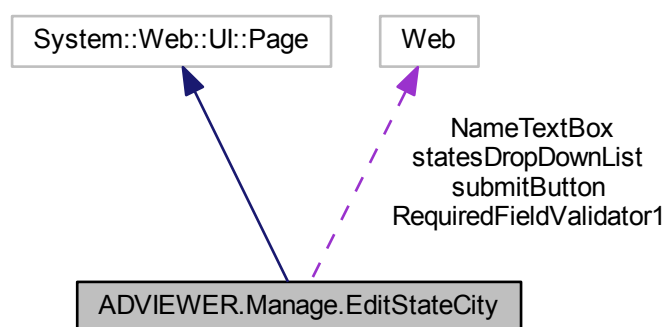 System::Web::UI::Page
Web
NameTextBox
statesDropDownList
submitButton
RequiredFieldValidator1
ADVIEWER.Manage.EditStateCity